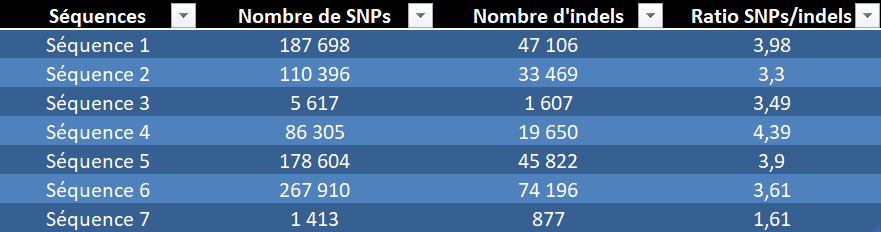 Séquences Nombre de SNPs Nombre d'indels Ratio SNPs/indels
Séquence 1 187 698 47 106 3,98
Séquence 2 110 396 33 469 3,3
Séquence 3 5 617 1 607 3,49
Séquence 4 86 305 19 650 4,39
Séquence 5 178 604 45 822 3,9
Séquence 6 267 910 74 196 3,61
Séquence 7 1 413 877 1,61